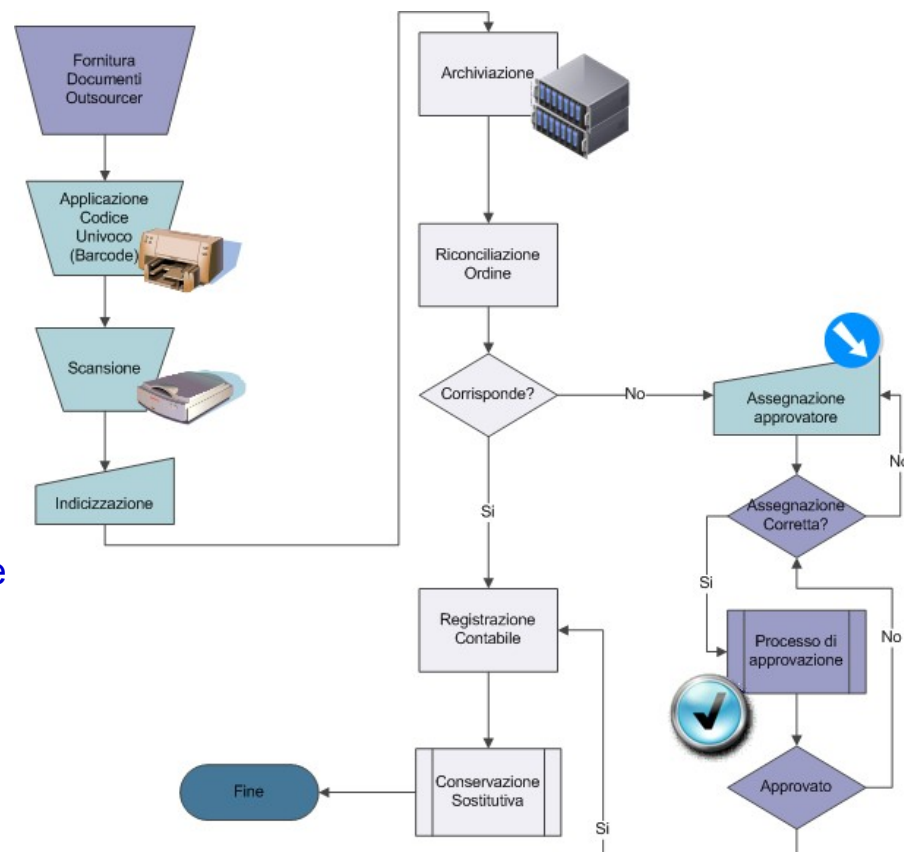 Fornitura
Documenti
Outsourcer
Applicazione
Codice
Univoco
(Barcode)
Scansione
Indicizzazione
e
Archiviazione
Riconciliazione
Ordine
Corrisponde?
No
Si
Assegnazione
approvatore
No
Assegnazione
Corretta?
Si
Processo di
approvazione
No
Approvato
Si
Registrazione
Contabile
Conservazione
Sostitutiva
Fine